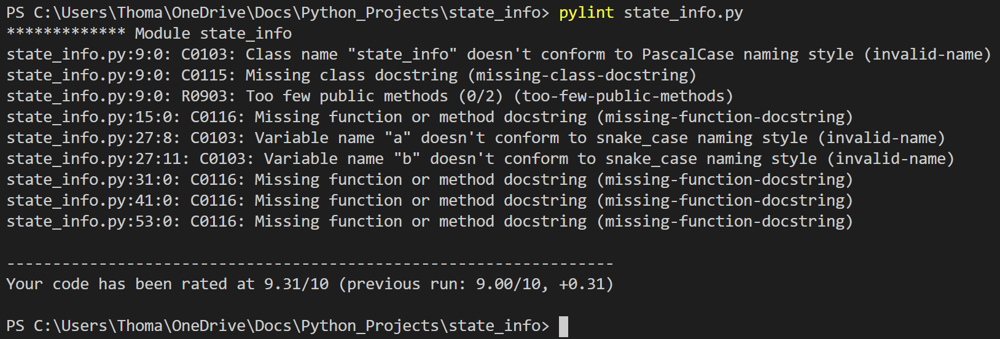 PS C:\Users\Thoma\OneDrive\Docs\Python_Projects\state_info> pylint state_info.py
************* Module state_info
state_info.py:9:0: C0103: Class name "state_info" doesn't conform to PascalCase naming style (invalid-name)
state_info.py:9:0: C0115: Missing class docstring (missing-class-docstring)
state_info.py:9:0: R0903: Too few public methods (0/2) (too-few-public-methods)
state_info.py:15:0: C0116: Missing function or method docstring (missing-function-docstring)
state_info.py:27:8: C0103: Variable name "a" doesn't conform to snake_case naming style (invalid-name)
state_info.py:27:11: C0103: Variable name "b" doesn't conform to snake_case naming style (invalid-name)
state_info.py:31:0: C0116: Missing function or method docstring (missing-function-docstring)
state_info.py:41:0: C0116: Missing function or method docstring (missing-function-docstring)
state_info.py:53:0: C0116: Missing function or method docstring (missing-function-docstring)
------------------------------------------------------------------
Your code has been rated at 9.31/10 (previous run: 9.00/10, +0.31)
PS C:\Users\Thoma\OneDrive\Docs\Python_Projects\state_info>